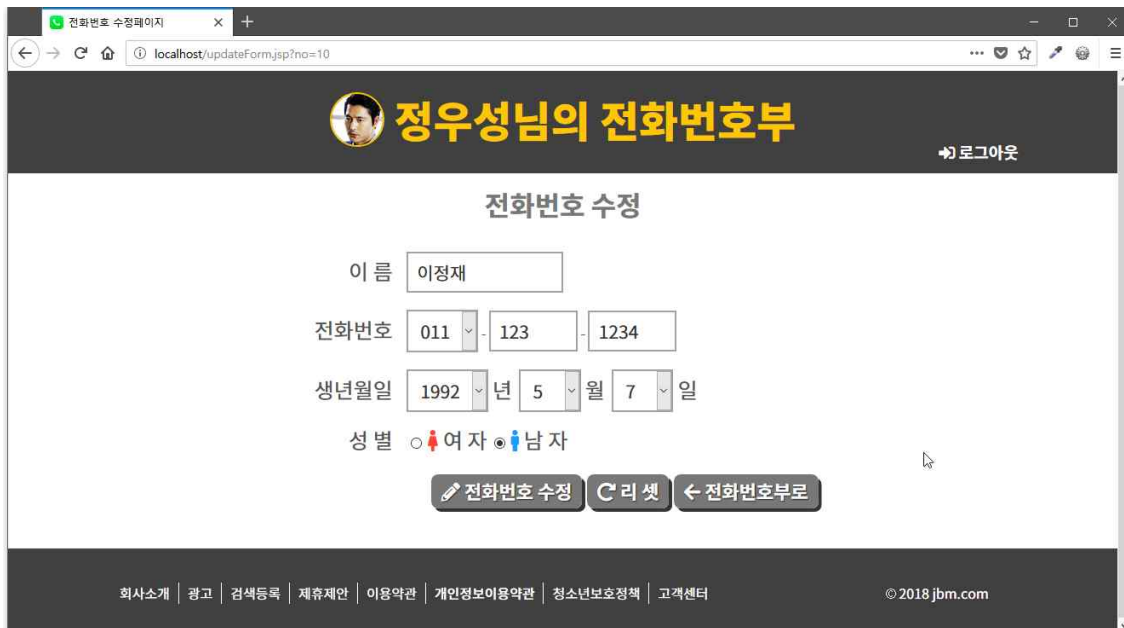 전화번호 수정페이지
localhost/updateForm.jsp?no=10
정우성님의 전화번호부
로그아웃
전화번호 수정
이 름 이정재
전화번호 011 - 123 - 1234
생년월일 1992 년 5 월 7 일
성 별 여 자 남 자
전화번호 수정 리 셋 전화번호부로
회사소개 광고 검색등록 제휴제안 이용약관 개인정보이용약관 청소년보호정책 고객센터 © 2018 jbm.com